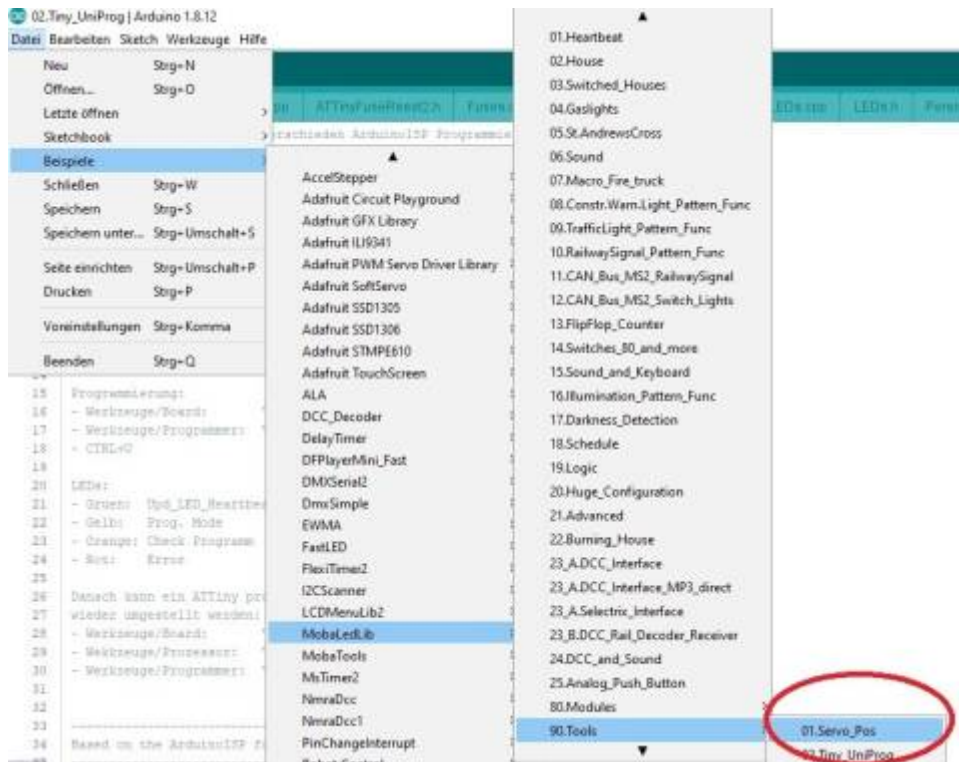 02.Tiny_UniProg | Arduino 1.8.12
Datei Bearbeiten Sketch Werkzeuge Hilfe
Neu Strg+N
Öffnen... Strg+O
Letzte öffnen
Sketchbook
Beispiele
Schließen Strg+W
Speichern Strg+S
Speichern unter... Strg+Umschalt+S
Seite einrichten Strg+Umschalt+P
Drucken Strg+P
Voreinstellungen Strg+Komma
Beenden Strg+Q
AccelStepper
Adafruit Circuit Playground
Adafruit GFX Library
Adafruit ILI9341
Adafruit PWM Servo Driver Library
Adafruit SoftServo
Adafruit SSD1305
Adafruit SSD1306
Adafruit STMPE610
Adafruit TouchScreen
ALA
DCC_Decoder
DelayTimer
DFPlayerMini_Fast
DMXSerial2
DmxSimple
EWMA
FastLED
FlexiTimer2
I2CScanner
LCDMenuLib2
MobaLedLib
MobaTools
MsTimer2
NmraDcc
NmraDcc1
PinChangeInterrupt
01.Heartbeat
02.House
03.Switched_Houses
04.Gaslights
05.St.AndrewsCross
06.Sound
07.Macro_Fire_truck
08.Constr.Warn.Light_Pattern_Func
09.TrafficLight_Pattern_Func
10.RailwaySignal_Pattern_Func
11.CAN_Bus_MS2_RailwaySignal
12.CAN_Bus_MS2_Switch_Lights
13.FlipFlop_Counter
14.Switches_80_and_more
15.Sound_and_Keyboard
16.Illumination_Pattern_Func
17.Darkness_Detection
18.Schedule
19.Logic
20.Huge_Configuration
21.Advanced
22.Burning_House
23_A.DCC_Interface
23_A.DCC_Interface_MP3_direct
23_A.Selectrix_Interface
23_B.DCC_Rail_Decoder_Receiver
24.DCC_and_Sound
25.Analog_Push_Button
80.Modules
90.Tools
01.Servo_Pos
02.Tiny_UniProg
LEDs.cpp LEDs.h
15 Programmierung:
16 - Werkzeuge/Board:
17 - Werkzeuge/Programmer:
18 - CTRL+U
19
20 LEDs:
21 - Gruen: Upd_LED_Heartbea
22 - Gelb: Prog. Mode
23 - Orange: Check Programm
24 - Rot: Error
25
26 Danach kann ein ATTiny pro
27 wieder umgestellt werden:
28 - Werkzeuge/Board:
29 - Werkzeuge/Prozessor:
30 - Werkzeuge/Programmer:
31
32
33
34 Based on the ArduinoISP